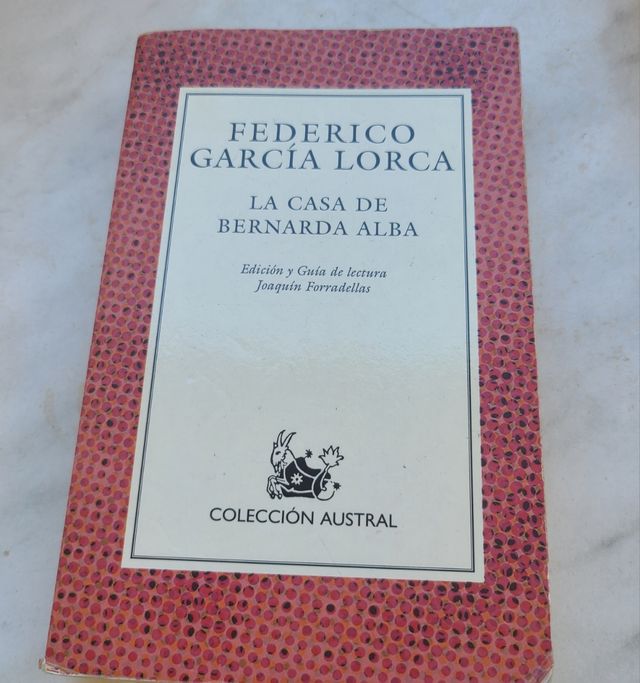 FEDERICO
GARCÍA LORCA
LA CASA DE
BERNARDA ALBA
Edición y Guía de lectura
Joaquín Forradellas
COLECCIÓN AUSTRAL